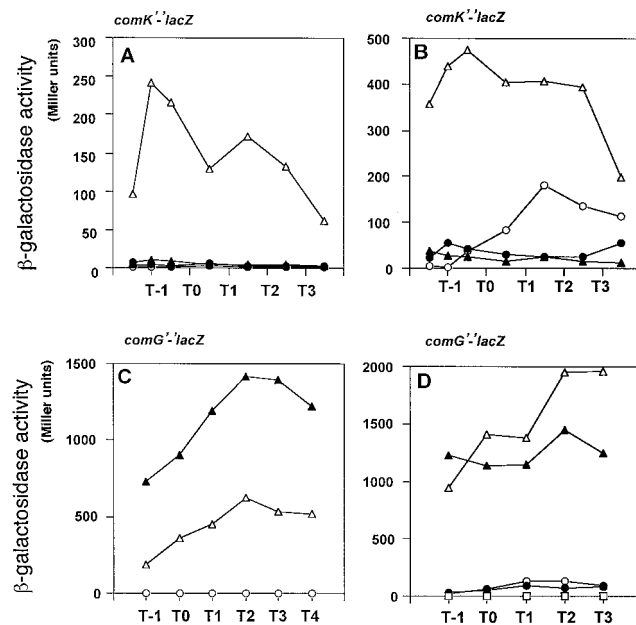 comK'-'lacZ
comK'-'lacZ
A
300
250
200
150
100
50
0
T-1 T0 T1 T2 T3
B
500
400
300
200
100
0
T-1 T0 T1 T2 T3
β-galactosidase activity
(Miller units)
comG'-'lacZ
comG'-'lacZ
C
1500
1000
500
0
T-1 T0 T1 T2 T3 T4
D
2000
1500
1000
500
0
T-1 T0 T1 T2 T3
β-galactosidase activity
(Miller units)